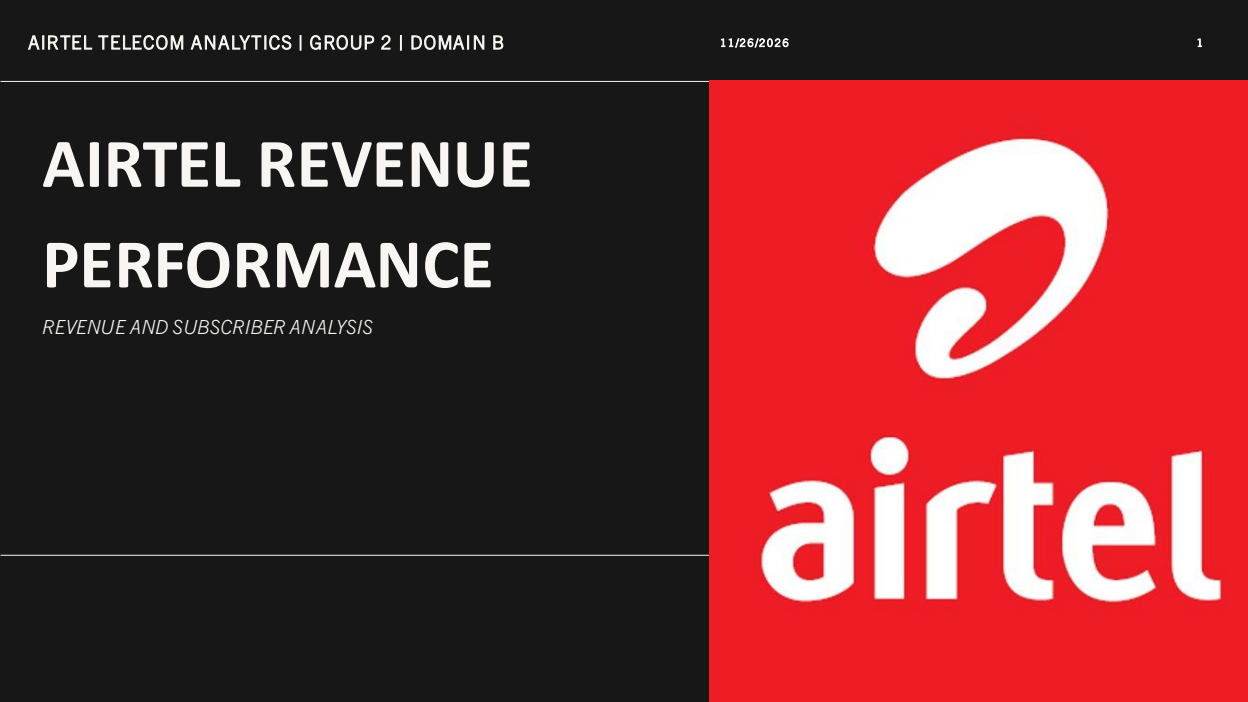 AIRTEL TELECOM ANALYTICS | GROUP 2 | DOMAIN B
11/26/2026
1
AIRTEL REVENUE
PERFORMANCE
REVENUE AND SUBSCRIBER ANALYSIS
airtel